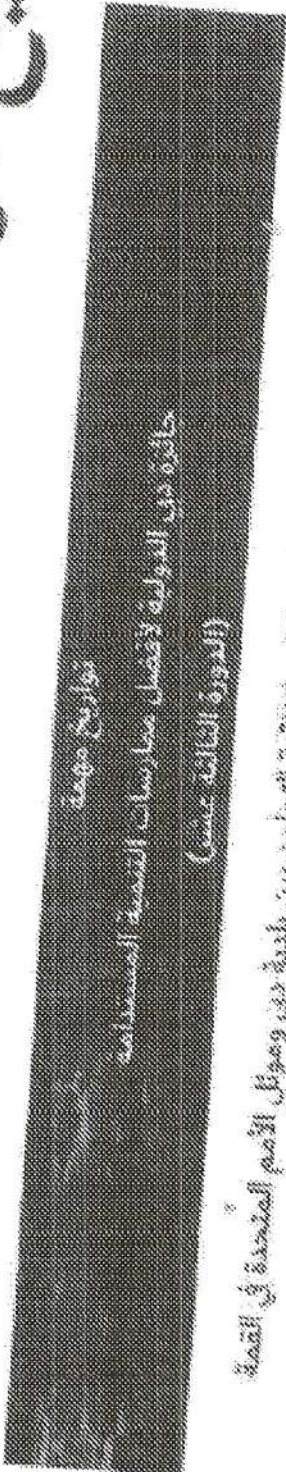 تواريخ مهمة
جائزة دبي الدولية لأفضل ممارسات التنمية المستدامة
(الدورة الثالثة عشر)
بلدية دبي وموئل الأمم المتحدة في القمة